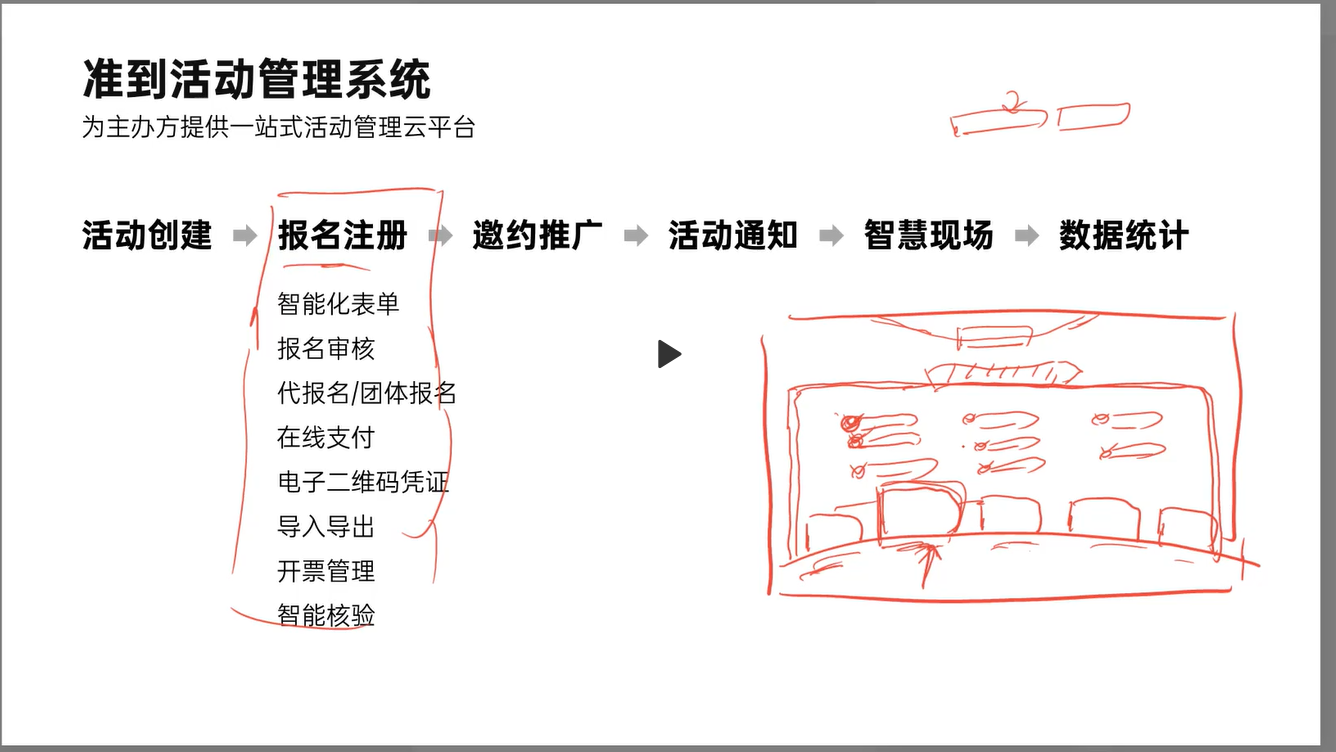 准到活动管理系统
为主办方提供一站式活动管理云平台
活动创建 报名注册 邀约推广 活动通知 智慧现场 数据统计
智能化表单
报名审核
代报名/团体报名
在线支付
电子二维码凭证
导入导出
开票管理
智能核验